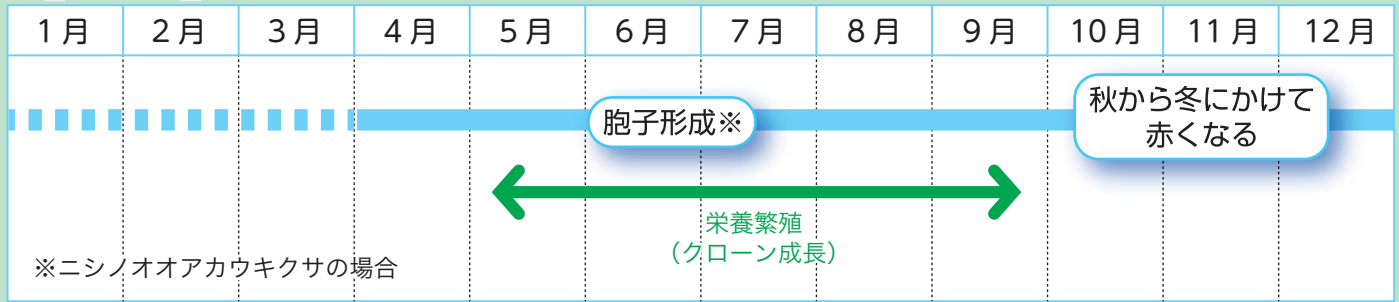 1月 2月 3月 4月 5月 6月 7月 8月 9月 10月 11月 12月
胞子形成※
秋から冬にかけて
赤くなる
栄養繁殖
（クローン成長）
※ニシノオオアカウキクサの場合